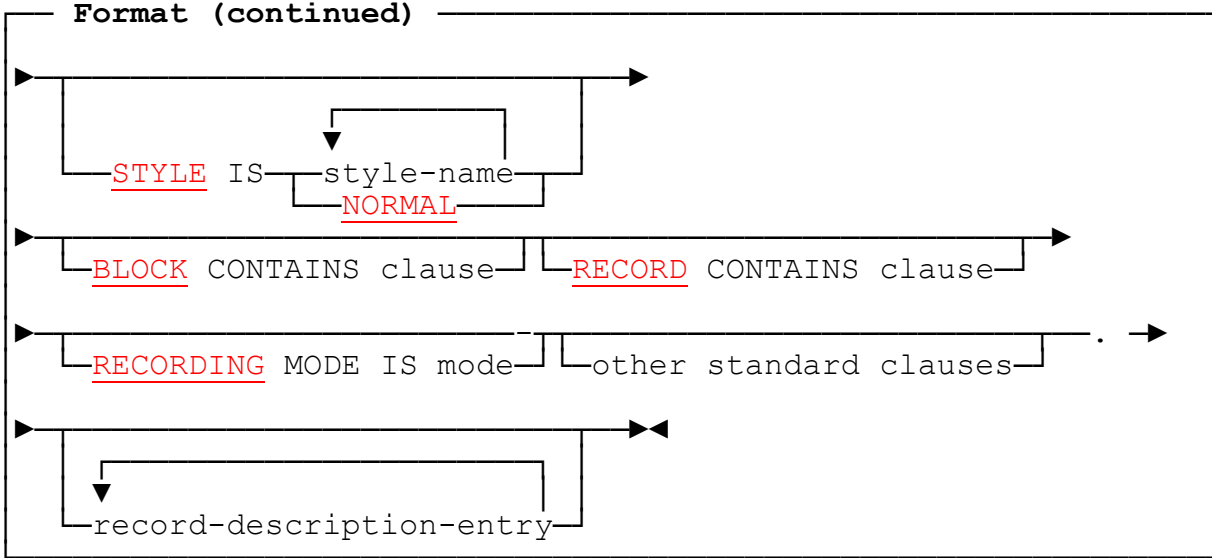 Format (continued)
STYLE IS style-name
NORMAL
BLOCK CONTAINS clause RECORD CONTAINS clause
RECORDING MODE IS mode other standard clauses .
record-description-entry